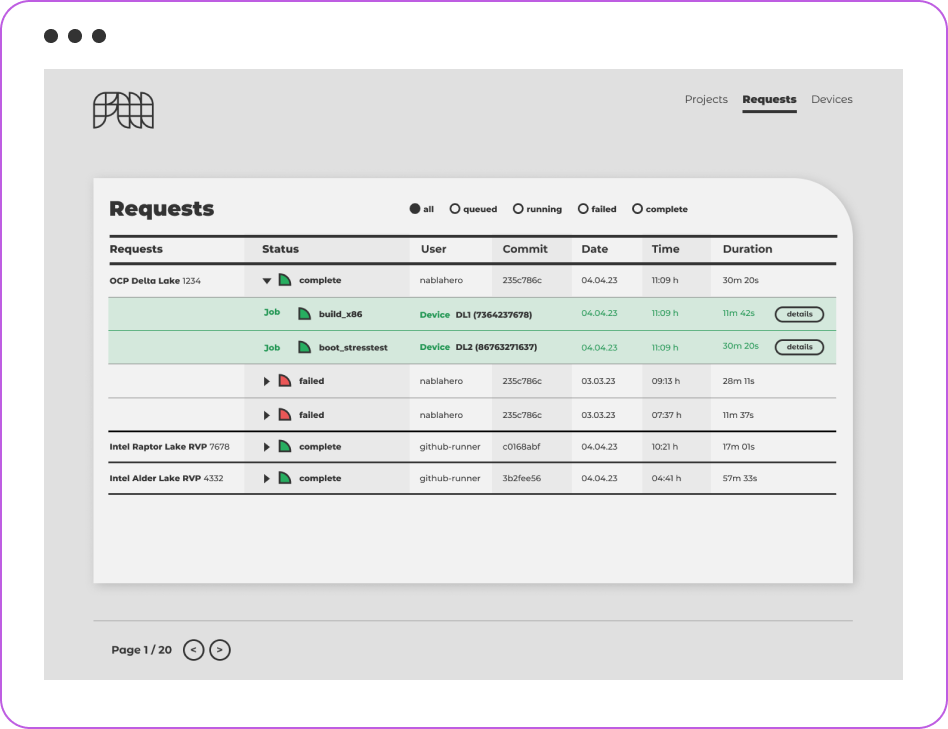 Projects Requests Devices
Requests all queued running failed complete
Requests Status User Commit Date Time Duration
OCP Delta Lake 1234 complete nablahero 235c786c 04.04.23 11:09 h 30m 20s
Job build_x86 Device DL1 (7364237678) 04.04.23 11:09 h 11m 42s details
Job boot_stresstest Device DL2 (86763271637) 04.04.23 11:09 h 30m 20s details
failed nablahero 235c786c 03.03.23 09:13 h 28m 11s
failed nablahero 235c786c 03.03.23 07:37 h 11m 37s
Intel Raptor Lake RVP 7678 complete github-runner c0168abf 04.04.23 10:21 h 17m 01s
Intel Alder Lake RVP 4332 complete github-runner 3b2fee56 04.04.23 04:41 h 57m 33s
Page 1 / 20 < >